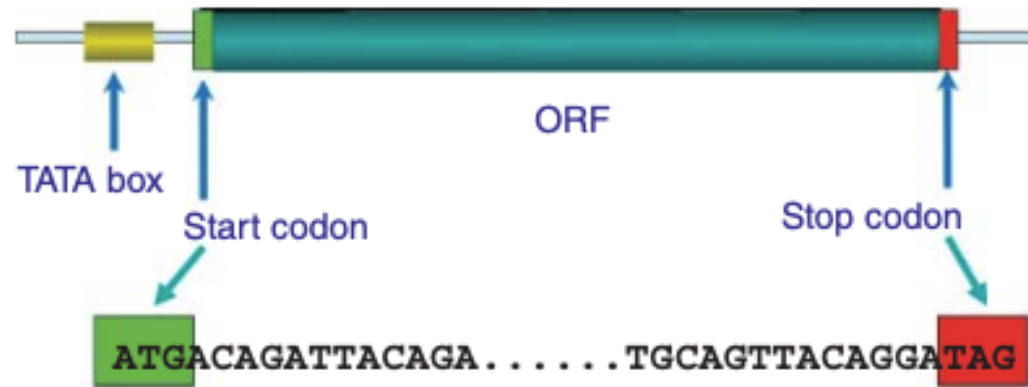 ORF
TATA box
Start codon
Stop codon
ATGACAGATTACAGA......TGCAGTTACAGGATAG